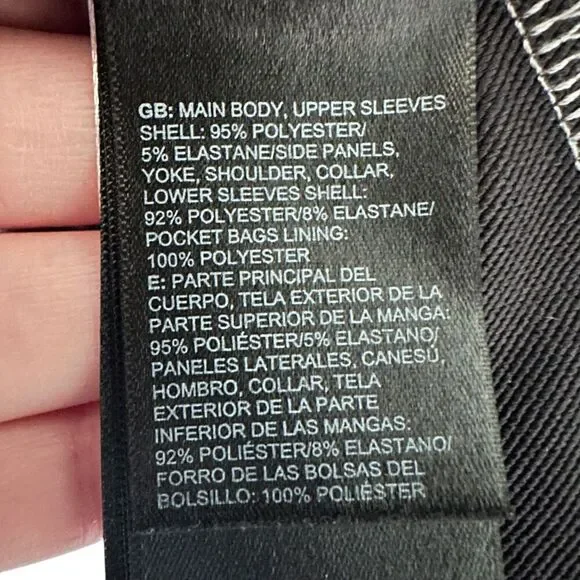 GB: MAIN BODY, UPPER SLEEVES
SHELL: 95% POLYESTER/
5% ELASTANE/SIDE PANELS,
YOKE, SHOULDER, COLLAR,
LOWER SLEEVES SHELL:
92% POLYESTER/8% ELASTANE/
POCKET BAGS LINING:
100% POLYESTER
E: PARTE PRINCIPAL DEL
CUERPO, TELA EXTERIOR DE LA
PARTE SUPERIOR DE LA MANGA:
95% POLIÉSTER/5% ELASTANO/
PANELES LATERALES, CANESÚ,
HOMBRO, COLLAR, TELA
EXTERIOR DE LA PARTE
INFERIOR DE LAS MANGAS:
92% POLIÉSTER/8% ELASTANO/
FORRO DE LAS BOLSAS DEL
BOLSILLO: 100% POLIÉSTER